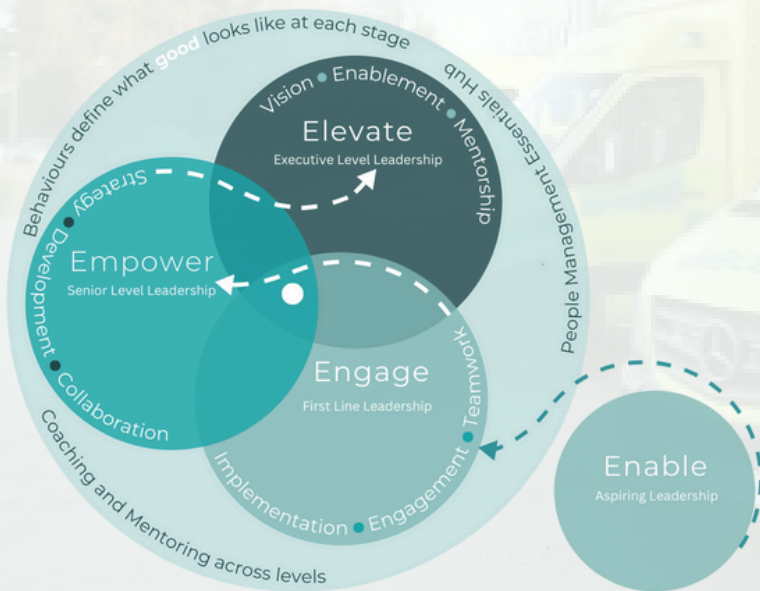 Behaviours define what good looks like at each stage
People Management Essentials Hub
Vision • Enablement • Mentorship
Elevate
Executive Level Leadership
Strategy • Development • Collaboration
Empower
Senior Level Leadership
Engage
First Line Leadership
Implementation • Engagement • Teamwork
Enable
Aspiring Leadership
Coaching and Mentoring across levels